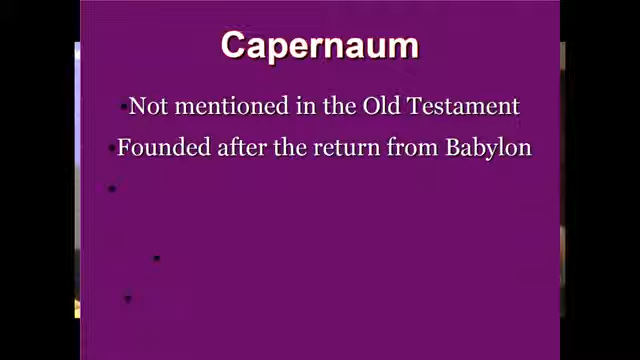 Capernaum
•Not mentioned in the Old Testament
•Founded after the return from Babylon